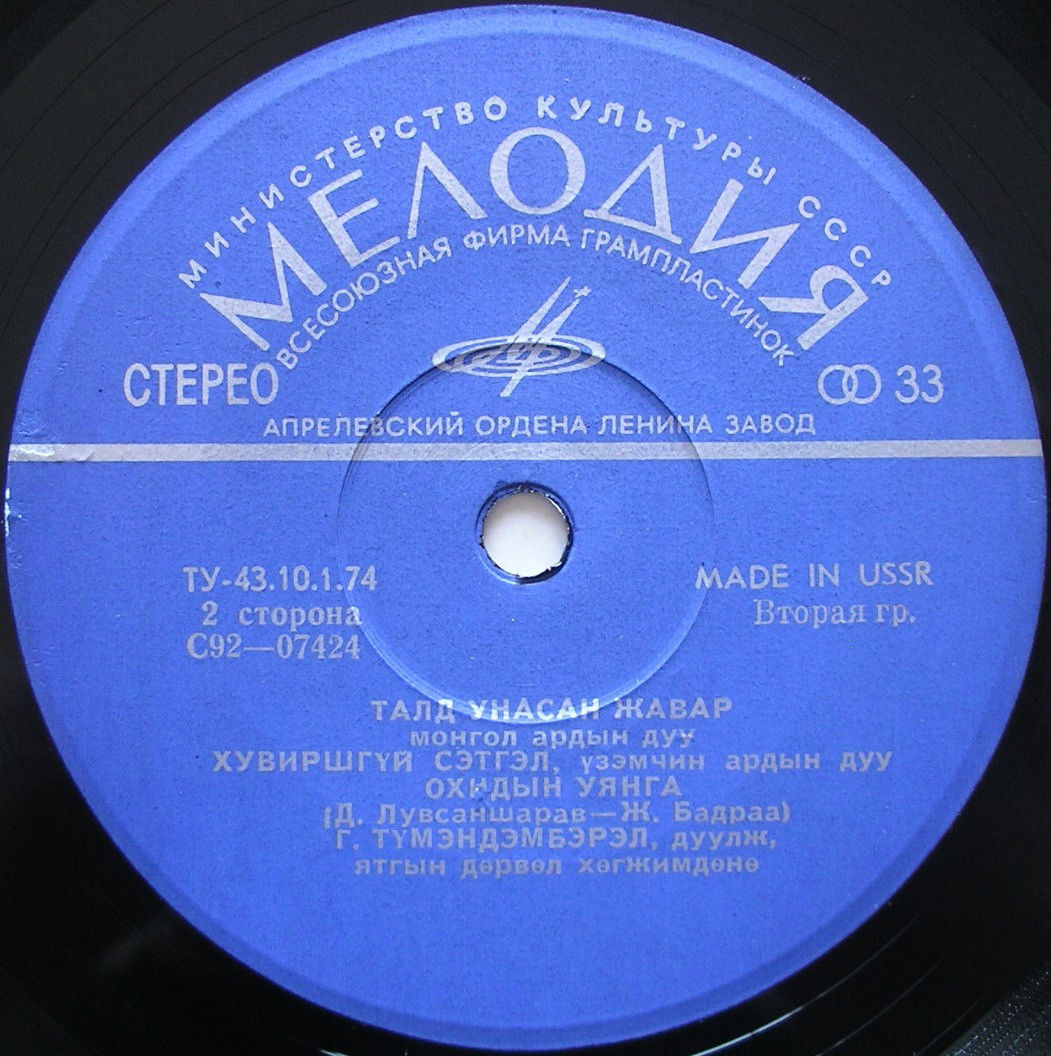 МИНИСТЕРСТВО КУЛЬТУРЫ СССР
МЕЛОДИЯ
ВСЕСОЮЗНАЯ ФИРМА ГРАМПЛАСТИНОК
СТЕРЕО
33
АПРЕЛЕВСКИЙ ОРДЕНА ЛЕНИНА ЗАВОД
ТУ-43.10.1.74
MADE IN USSR
2 сторона
Вторая гр.
С92—07424
ТАЛД УНАСАН ЖАВАР
монгол ардын дуу
ХУВИРШГҮЙ СЭТГЭЛ, үзэмчин ардын дуу
ОХИДЫН УЯНГА
(Д. Лувсаншарав—Ж. Бадраа)
Г. ТҮМЭНДЭМБЭРЭЛ, дуулж,
ятгын дөрвөл хөгжимдөнө